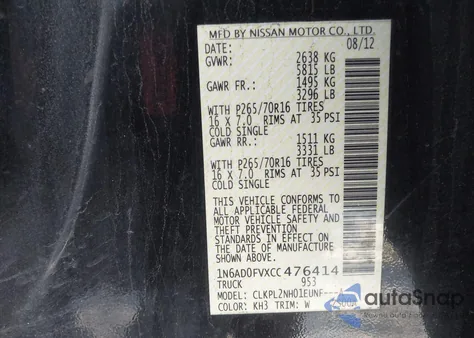 MFD BY NISSAN MOTOR CO., LTD.
DATE: 08/12
GVWR: 2638 KG
5815 LB
GAWR FR.: 1495 KG
3296 LB
WITH P265/70R16 TIRES
16 X 7.0 RIMS AT 35 PSI
COLD SINGLE
GAWR RR.: 1511 KG
3331 LB
WITH P265/70R16 TIRES
16 X 7.0 RIMS AT 35 PSI
COLD SINGLE
THIS VEHICLE CONFORMS TO
ALL APPLICABLE FEDERAL
MOTOR VEHICLE SAFETY AND
THEFT PREVENTION
STANDARDS IN EFFECT ON
THE DATE OF MANUFACTURE
SHOWN ABOVE.
1N6AD0FVXCC476414
TRUCK 953
MODEL: CLKPL2NH01EUNF----
COLOR: KH3 TRIM: W
autoSnap